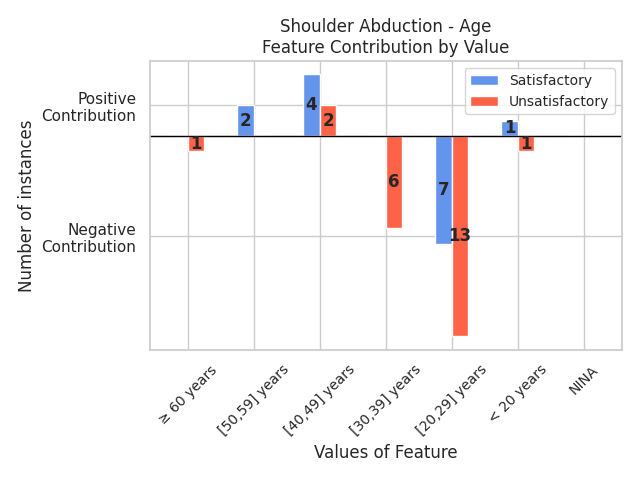 Shoulder Abduction - Age
Feature Contribution by Value
Satisfactory
Unsatisfactory
Positive
Contribution
Negative
Contribution
Number of instances
1
2
4
2
6
7
13
1
1
≥ 60 years
[50,59] years
[40,49] years
[30,39] years
[20,29] years
< 20 years
NINA
Values of Feature